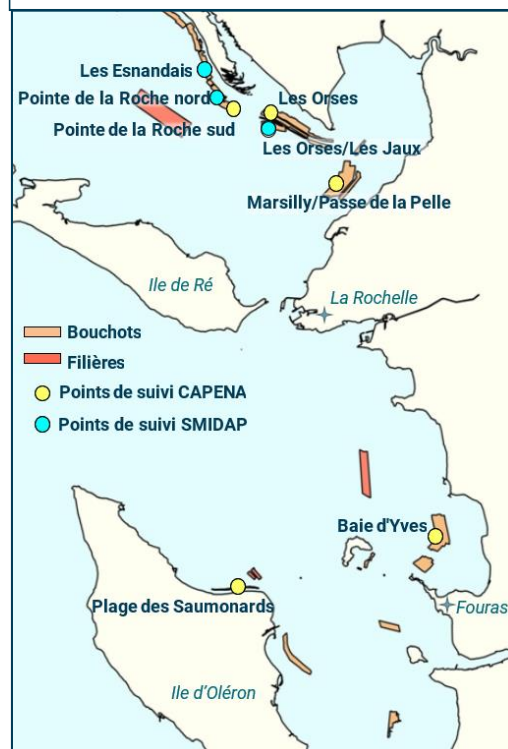 Les Esnandais
Pointe de la Roche nord
Les Orses
Pointe de la Roche sud
Les Orses/Les Jaux
Marsilly/Passe de la Pelle
Ile de Ré
La Rochelle
Bouchots
Filières
Points de suivi CAPENA
Points de suivi SMIDAP
Baie d'Yves
Plage des Saumonards
Fouras
Ile d’Oléron